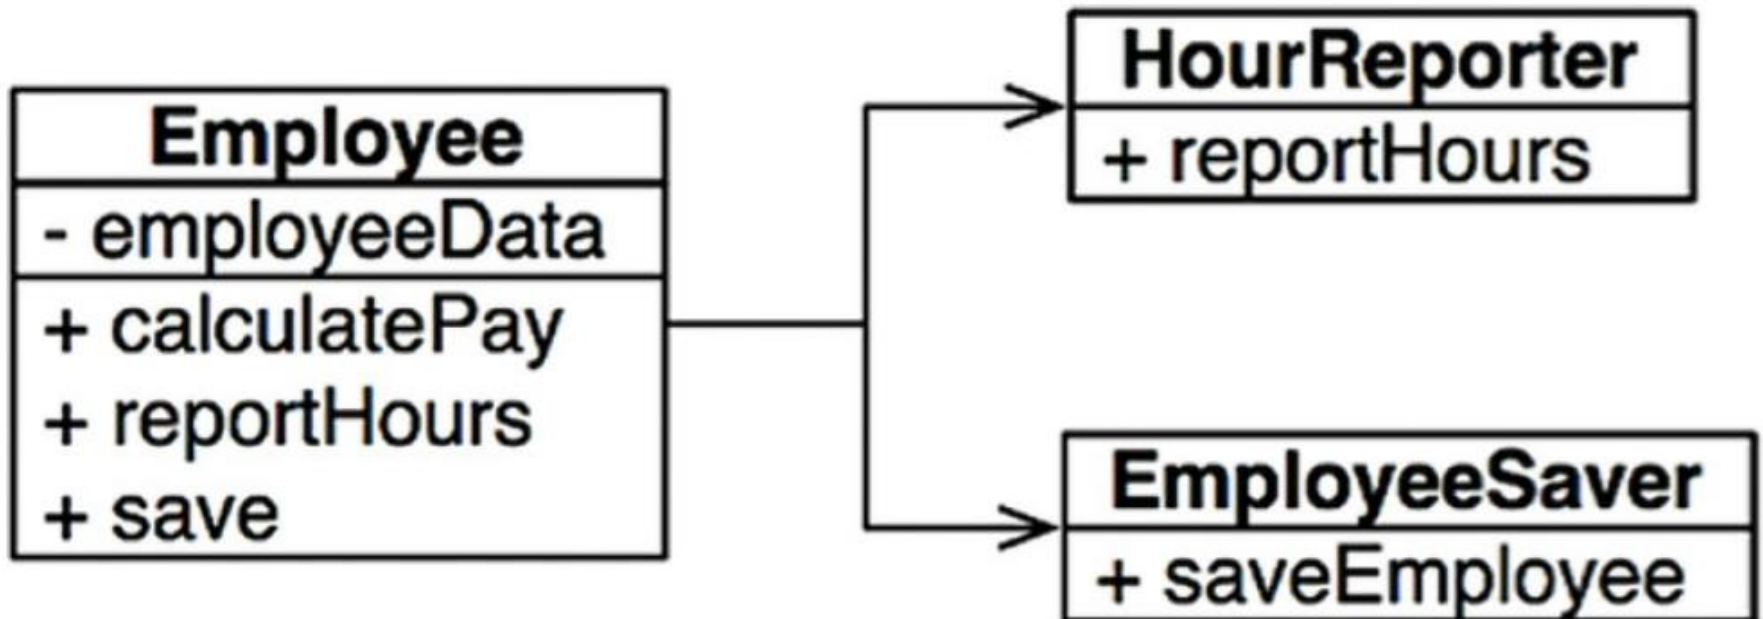 Employee
- employeeData
+ calculatePay
+ reportHours
+ save
HourReporter
+ reportHours
EmployeeSaver
+ saveEmployee